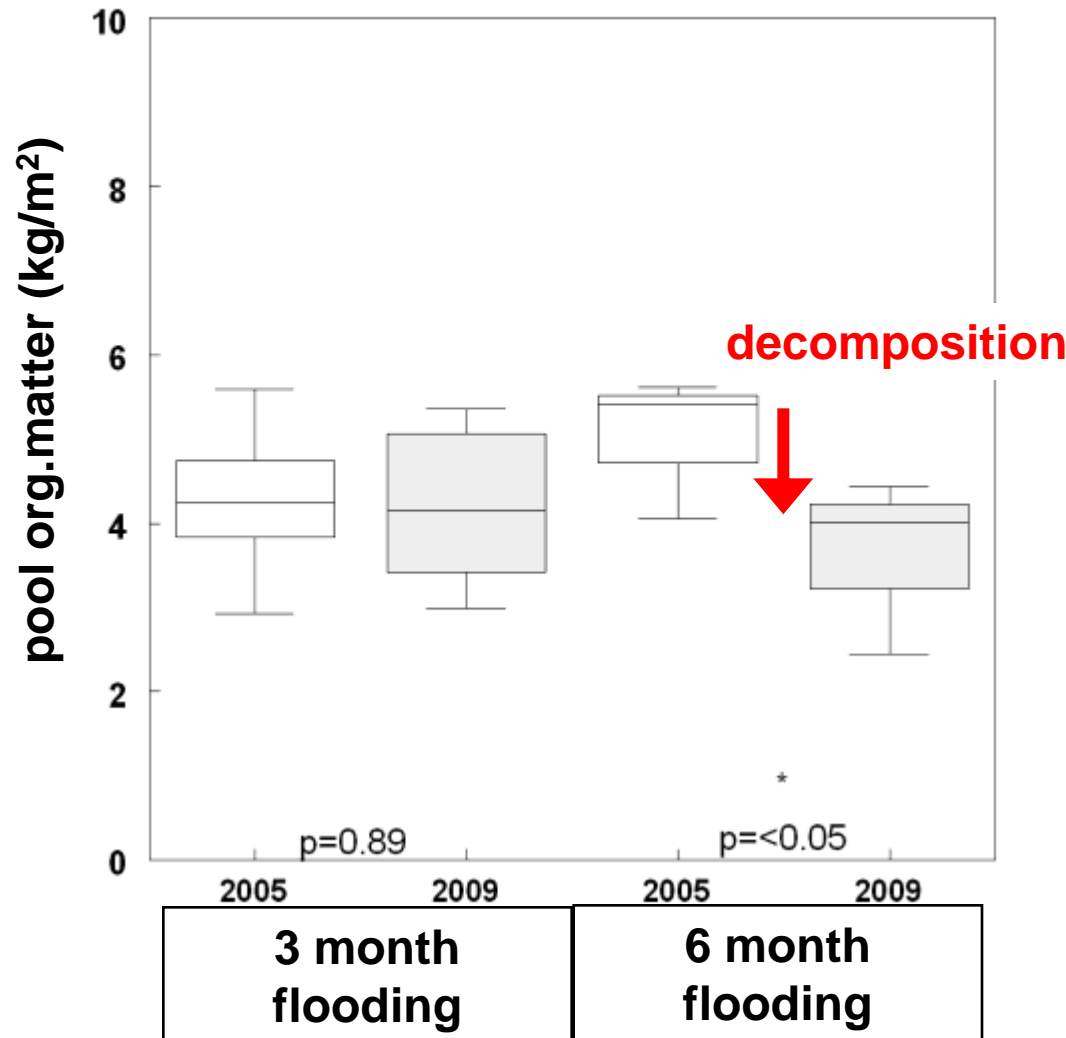 pool org.matter (kg/m²)
10
8
6
4
2
0
decomposition
*
p=0.89
p=<0.05
2005
2009
2005
2009
3 month
flooding
6 month
flooding